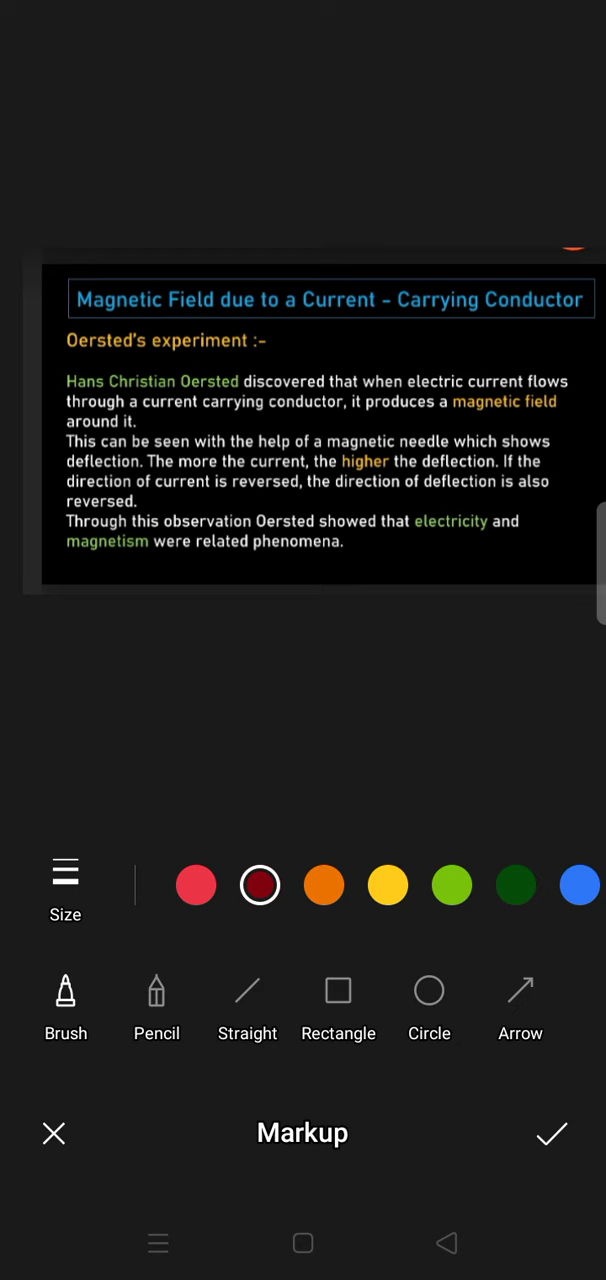 Magnetic Field due to a Current - Carrying Conductor
Oersted's experiment :-
Hans Christian Oersted discovered that when electric current flows
through a current carrying conductor, it produces a magnetic field
around it.
This can be seen with the help of a magnetic needle which shows
deflection. The more the current, the higher the deflection. If the
direction of current is reversed, the direction of deflection is also
reversed.
Through this observation Oersted showed that electricity and
magnetism were related phenomena.
Size
Brush Pencil Straight Rectangle Circle Arrow
Markup